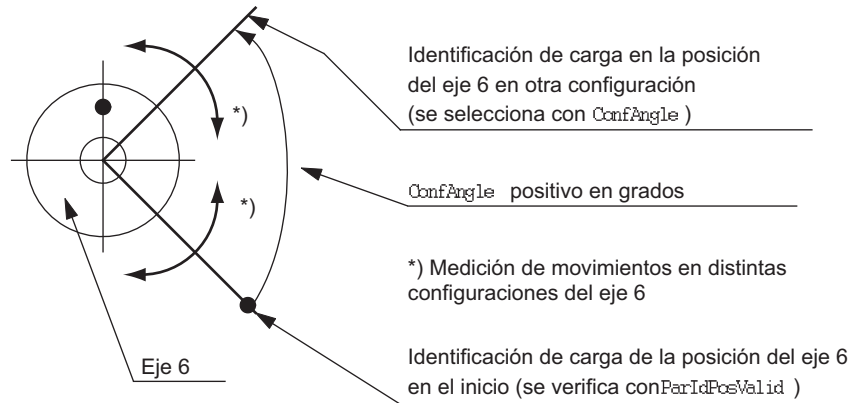 Identificación de carga en la posición
del eje 6 en otra configuración
(se selecciona con ConfAngle )
*)
ConfAngle positivo en grados
*)
*) Medición de movimientos en distintas
configuraciones del eje 6
Identificación de carga de la posición del eje 6
en el inicio (se verifica conParIdPosValid )
Eje 6